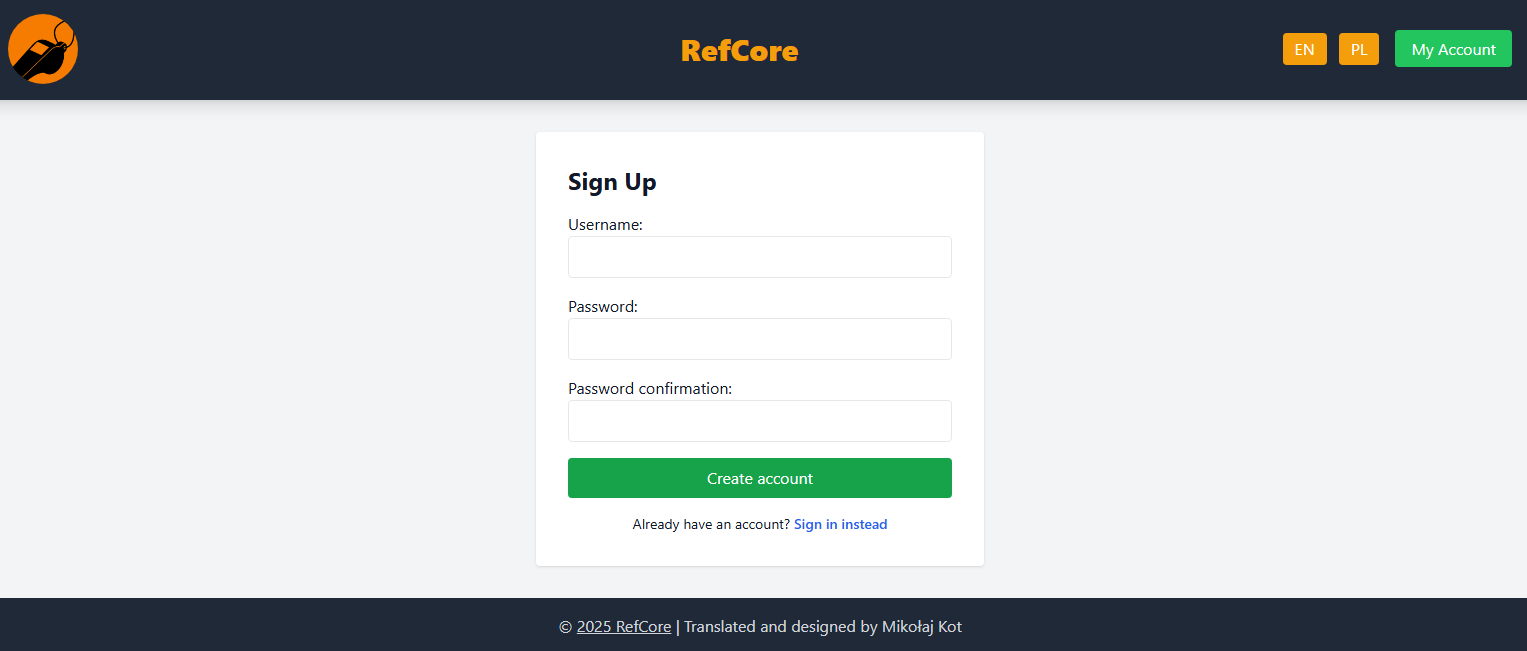 RefCore
EN
PL
My Account
Sign Up
Username:
Password:
Password confirmation:
Create account
Already have an account? Sign in instead
© 2025 RefCore | Translated and designed by Mikołaj Kot